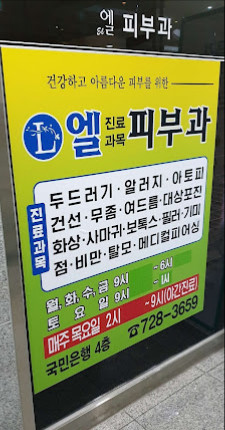 엘 피부과
건강하고 아름다운 피부를 위한
L 엘 진료과목 피부과
진료과목
두드러기·알러지·아토피
건선·무좀·여드름·대상포진
화상·사마귀·보톡스·필러·기미
점·비만·탈모·메디컬피어싱
월,화,수,금 9시 - 6시
토 요 일 9시 - 1시
매주 목요일 2시 - 9시(야간진료)
국민은행 4층 ☎728-3659